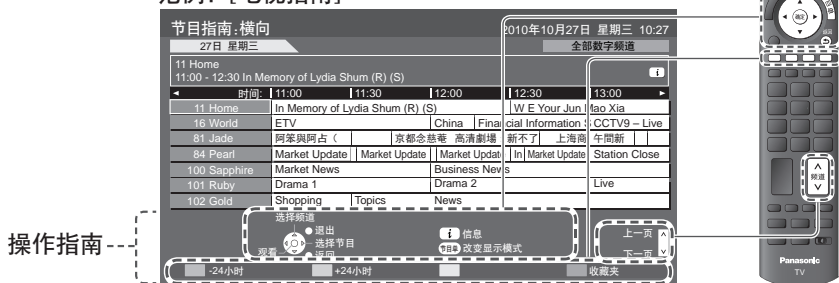 范例:[电视指南]
节目指南:横向 2010年10月27日 星期三 10:27
27日 星期三 全部数字频道
11 Home
11:00 - 12:30 In Memory of Lydia Shum (R) (S) i
时间: 11:00 11:30 12:00 12:30 13:00
11 Home In Memory of Lydia Shum (R) (S) W E Your Jun Mao Xia
16 World ETV China Financial Information S CCTV9 – Live
81 Jade 阿笨與阿占〈 京都念慈菴 高清劇場 新不了 上海商 午間新
84 Pearl Market Update Market Update Market Updat In Market Update Station Close
100 Sapphire Market News Business News
101 Ruby Drama 1 Drama 2 Live
102 Gold Shopping Topics News
选择频道
退出
观看 选择节目
返回
i 信息
节目单 改变显示模式
上一页
下一页
操作指南
-24小时 +24小时 收藏夹
确定
频道
Panasonic
TV